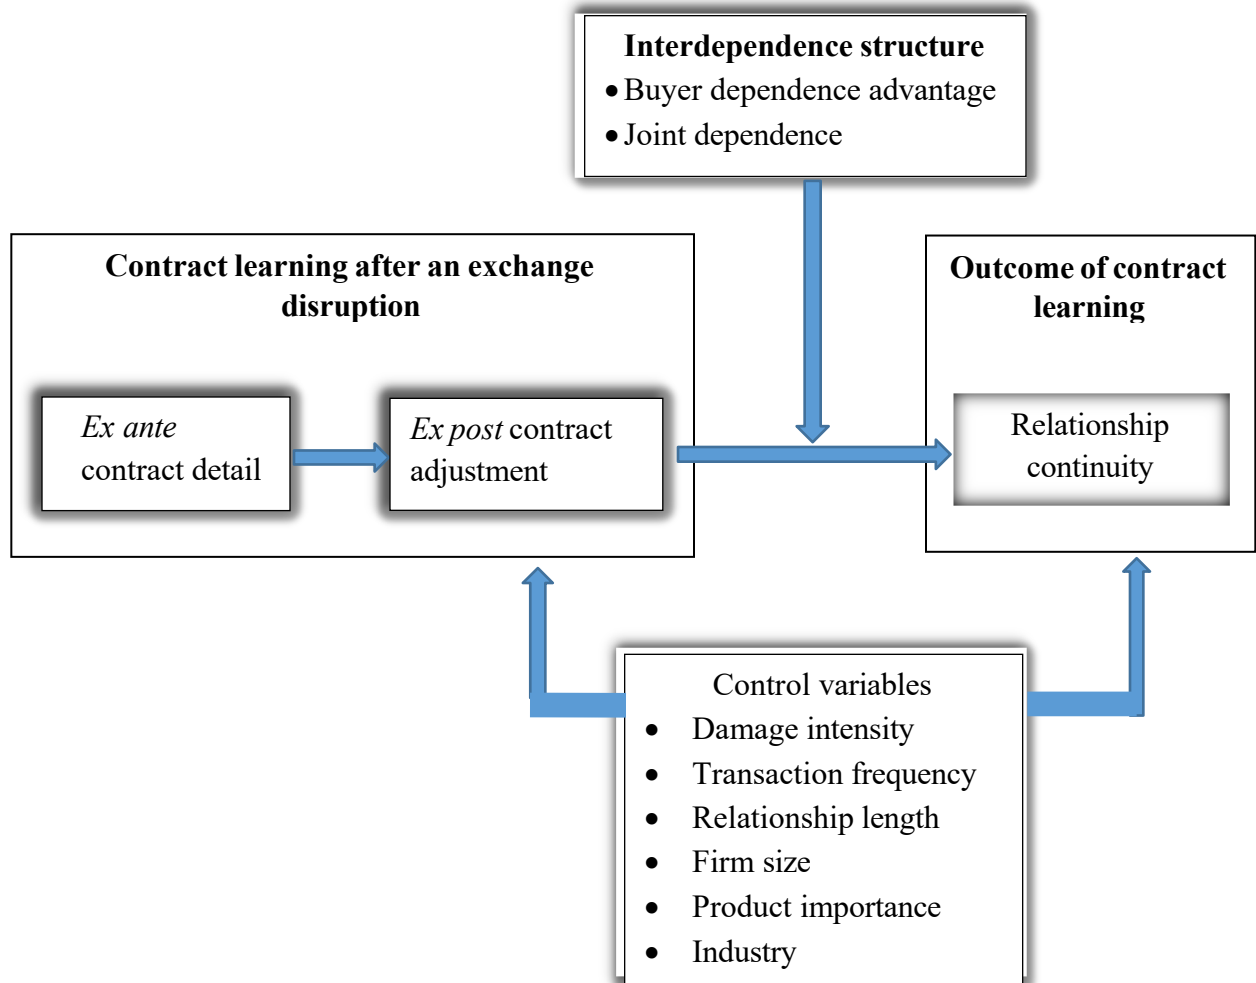 Interdependence structure
• Buyer dependence advantage
• Joint dependence
Contract learning after an exchange
disruption
Ex ante
contract detail
Ex post contract
adjustment
Outcome of contract
learning
Relationship
continuity
Control variables
• Damage intensity
• Transaction frequency
• Relationship length
• Firm size
• Product importance
• Industry